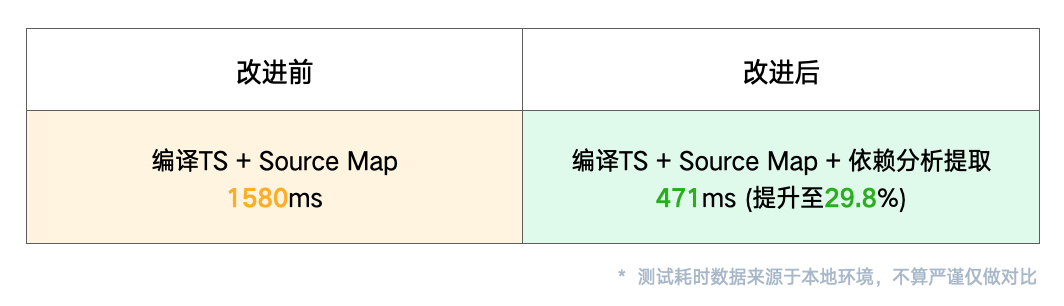 改进前
改进后
编译TS + Source Map
1580ms
编译TS + Source Map + 依赖分析提取
471ms (提升至29.8%)
* 测试耗时数据来源于本地环境，不算严谨仅做对比